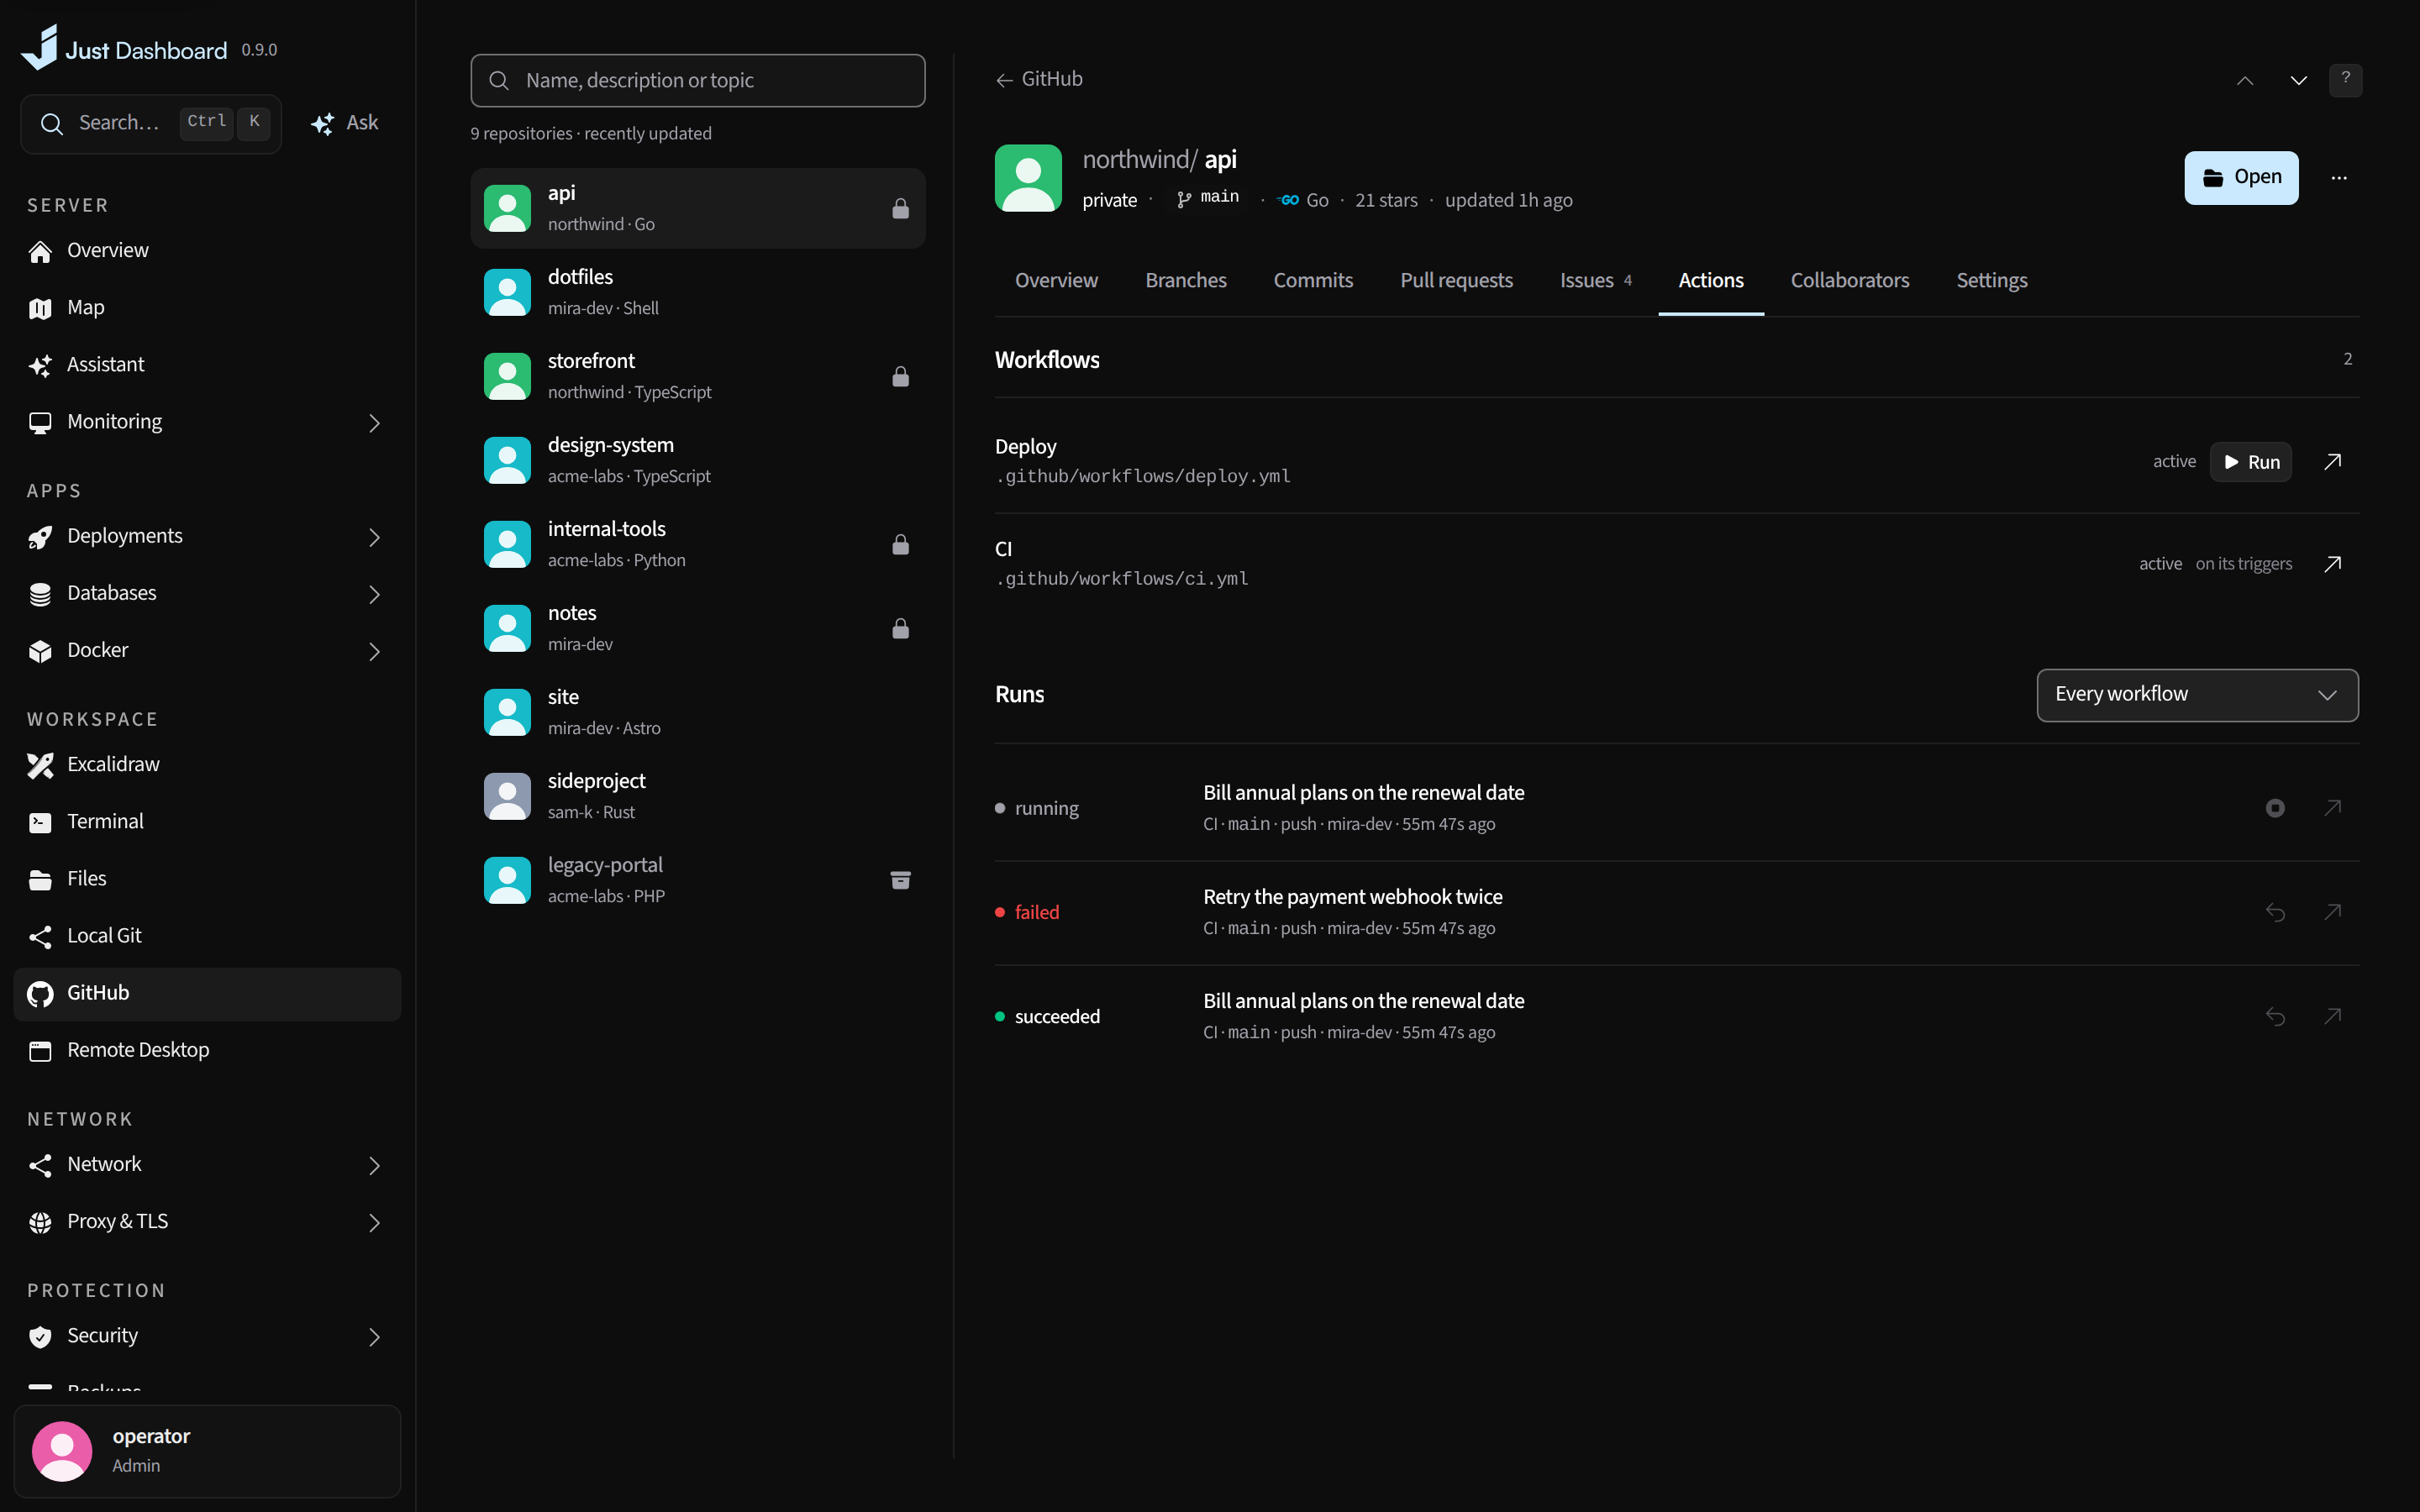 Just Dashboard 0.9.0
Search... Ctrl K
Ask
SERVER
Overview
Map
Assistant
Monitoring
APPS
Deployments
Databases
Docker
WORKSPACE
Excalidraw
Terminal
Files
Local Git
GitHub
Remote Desktop
NETWORK
Network
Proxy & TLS
PROTECTION
Security
Backups
operator
Admin
Name, description or topic
9 repositories · recently updated
api
northwind · Go
dotfiles
mira-dev · Shell
storefront
northwind · TypeScript
design-system
acme-labs · TypeScript
internal-tools
acme-labs · Python
notes
mira-dev
site
mira-dev · Astro
sideproject
sam-k · Rust
legacy-portal
acme-labs · PHP
← GitHub
?
northwind/ api
private · main · GO Go · 21 stars · updated 1h ago
Open
Overview Branches Commits Pull requests Issues 4 Actions Collaborators Settings
Workflows 2
Deploy
.github/workflows/deploy.yml
active Run
CI
.github/workflows/ci.yml
active on its triggers
Runs
Every workflow
running
Bill annual plans on the renewal date
CI · main · push · mira-dev · 55m 47s ago
failed
Retry the payment webhook twice
CI · main · push · mira-dev · 55m 47s ago
succeeded
Bill annual plans on the renewal date
CI · main · push · mira-dev · 55m 47s ago